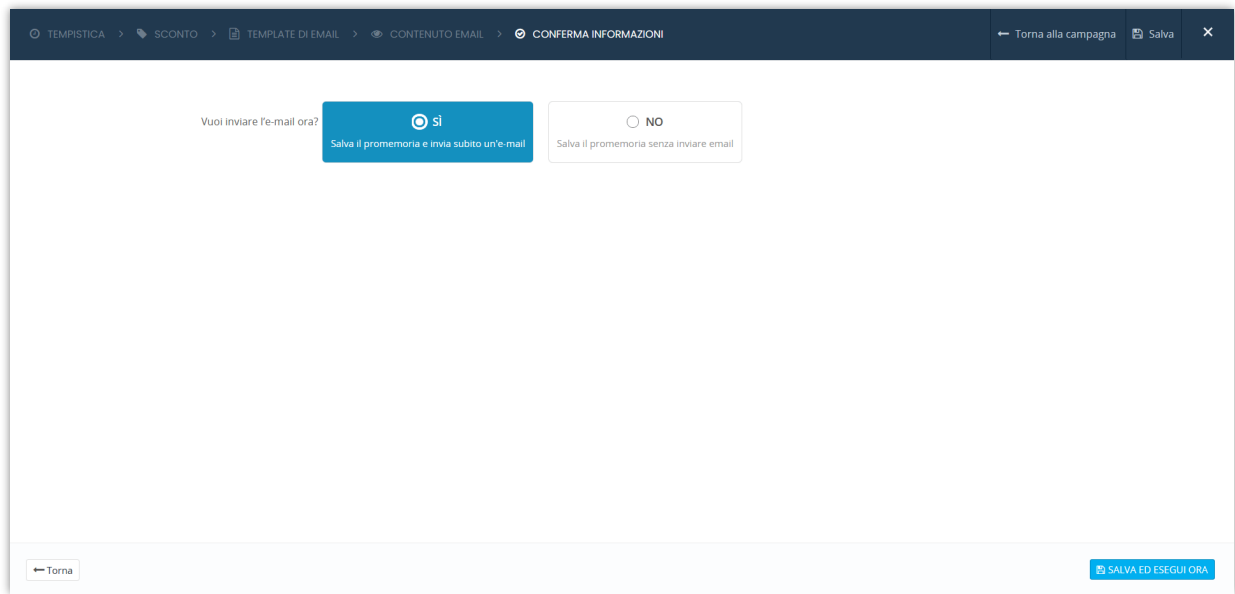 TEMPISTICA > SCONTO > TEMPLATE DI EMAIL > CONTENUTO EMAIL > CONFERMA INFORMAZIONI
Torna alla campagna
Salva
Vuoi inviare l'e-mail ora?
SÌ
Salva il promemoria e invia subito un'e-mail
NO
Salva il promemoria senza inviare email
Torna
SALVA ED ESEGUI ORA